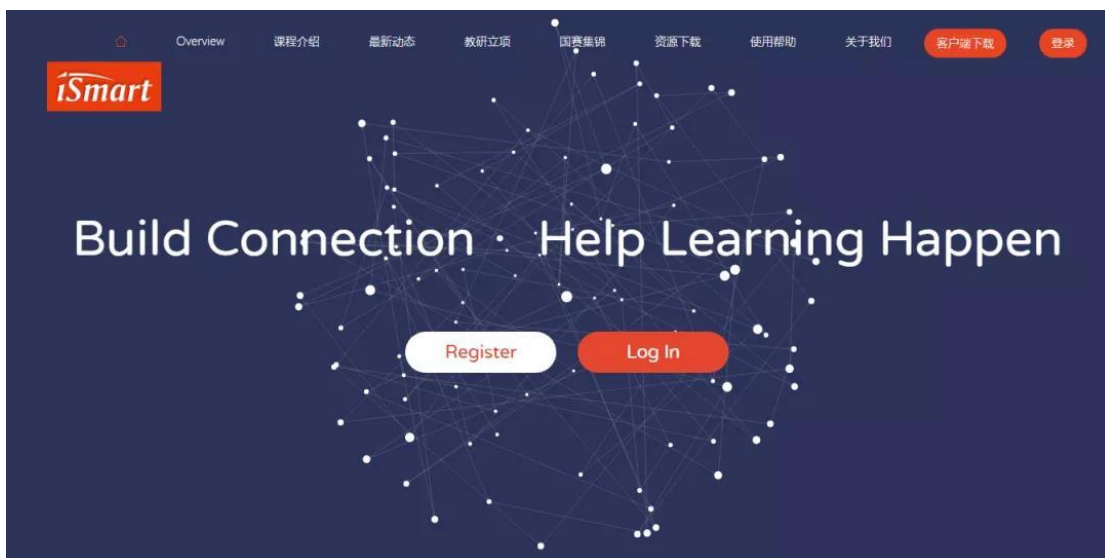 Overview 课程介绍 最新动态 教研立项 国赛集锦 资源下载 使用帮助 关于我们 客户端下载 登录
iSmart
Build Connection · Help Learning Happen
Register Log In